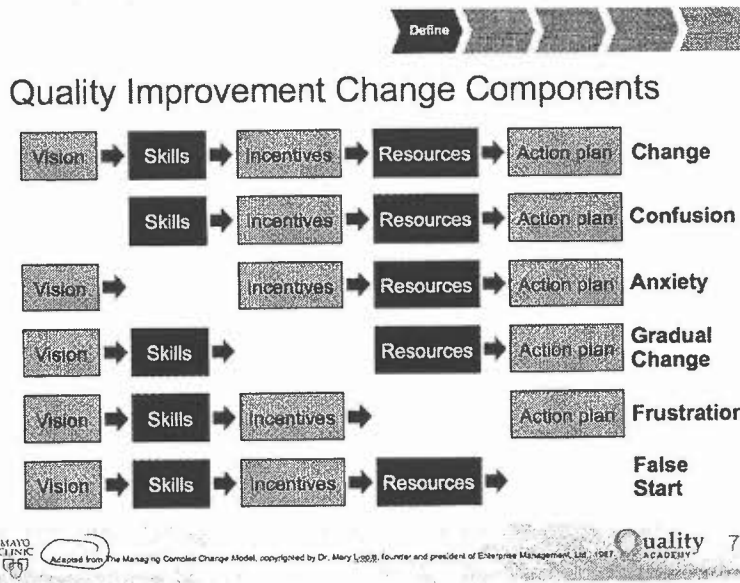 Define
Quality Improvement Change Components
Vision Skills Incentives Resources Action plan Change
Skills Incentives Resources Action plan Confusion
Vision Incentives Resources Action plan Anxiety
Vision Skills Resources Action plan Gradual
Change
Vision Skills Incentives Action plan Frustration
Vision Skills Incentives Resources False
Start
MAYO
CLINIC
Adapted from The Managing Complex Change Model, copyrighted by Dr. Mary Lippitt, founder and president of Enterprise Management, Ltd., 1987.
Quality
ACADEMY
7